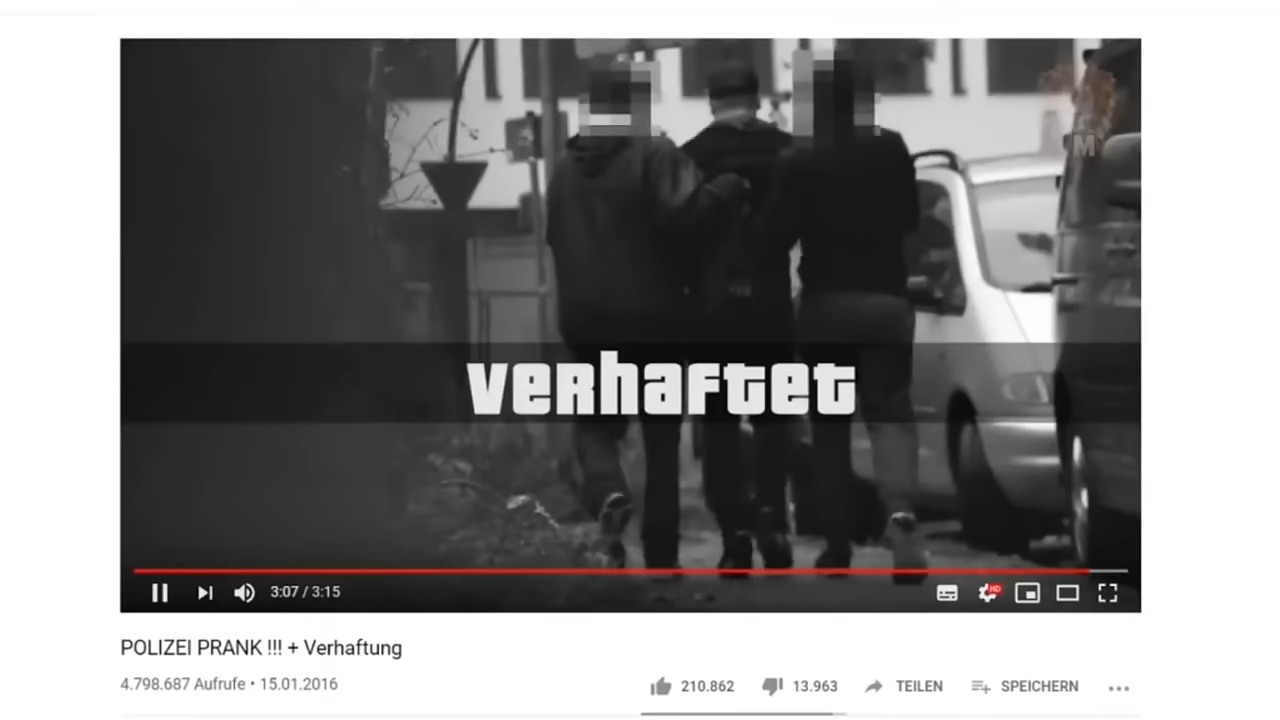 M
verhaftet
3:07 / 3:15
HD
POLIZEI PRANK !!! + Verhaftung
4.798.687 Aufrufe • 15.01.2016
210.862 13.963 TEILEN SPEICHERN